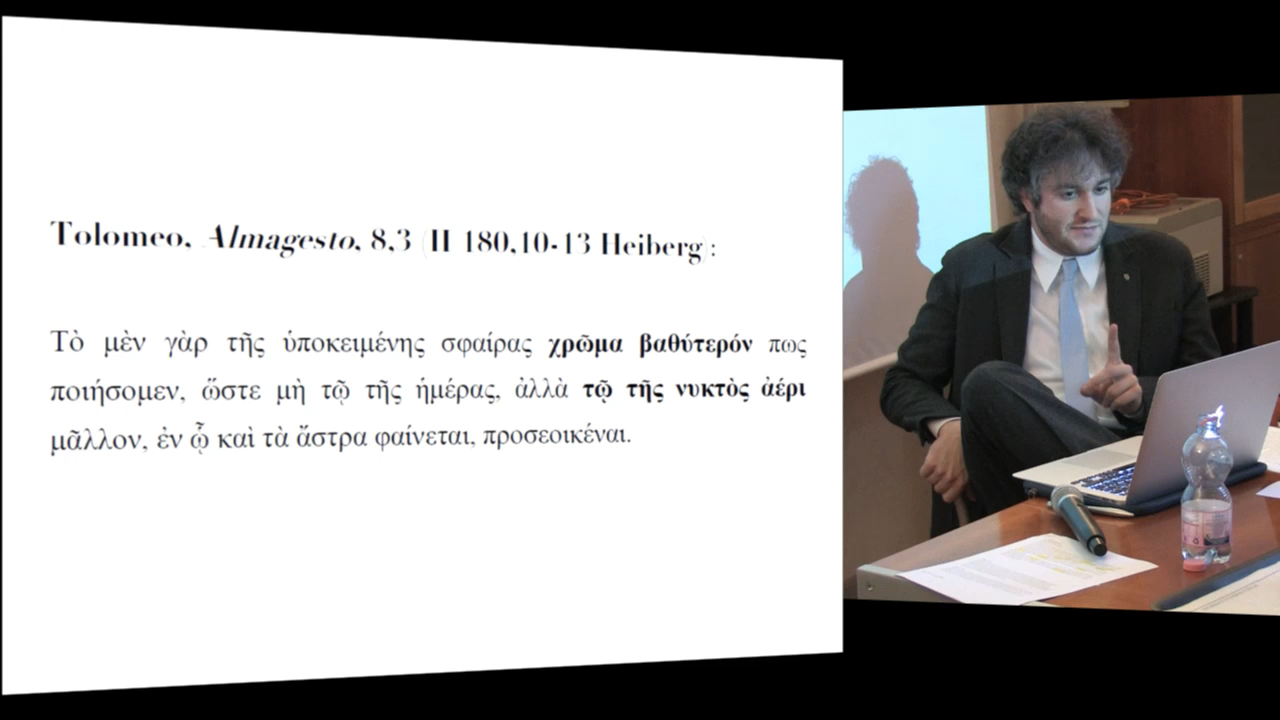 Tolomeo, Almagesto, 8,3 (II 180,10-13 Heiberg):
Τὸ μὲν γὰρ τῆς ὑποκειμένης σφαίρας χρῶμα βαθύτερόν πως
ποιήσομεν, ὥστε μὴ τῷ τῆς ἡμέρας, ἀλλὰ τῷ τῆς νυκτὸς ἀέρι
μᾶλλον, ἐν ᾧ καὶ τὰ ἄστρα φαίνεται, προσεοικέναι.